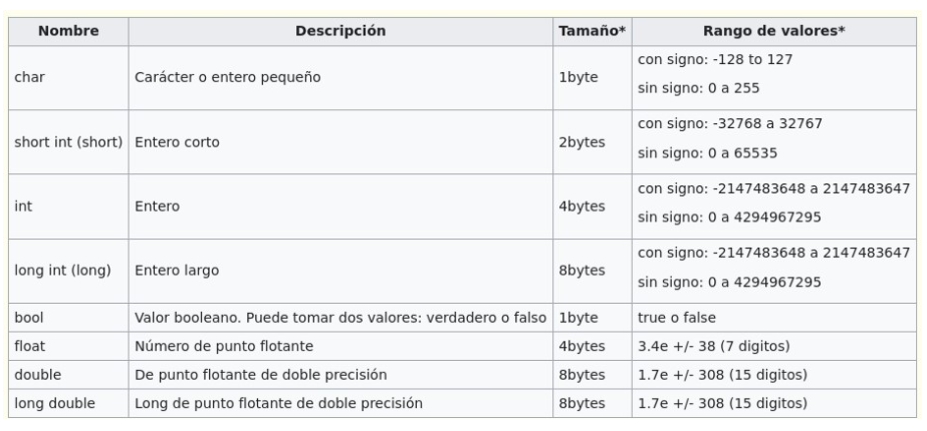 Nombre Descripción Tamaño* Rango de valores*
char Carácter o entero pequeño 1byte con signo: -128 to 127
sin signo: 0 a 255
short int (short) Entero corto 2bytes con signo: -32768 a 32767
sin signo: 0 a 65535
int Entero 4bytes con signo: -2147483648 a 2147483647
sin signo: 0 a 4294967295
long int (long) Entero largo 8bytes con signo: -2147483648 a 2147483647
sin signo: 0 a 4294967295
bool Valor booleano. Puede tomar dos valores: verdadero o falso 1byte true o false
float Número de punto flotante 4bytes 3.4e +/- 38 (7 digitos)
double De punto flotante de doble precisión 8bytes 1.7e +/- 308 (15 digitos)
long double Long de punto flotante de doble precisión 8bytes 1.7e +/- 308 (15 digitos)